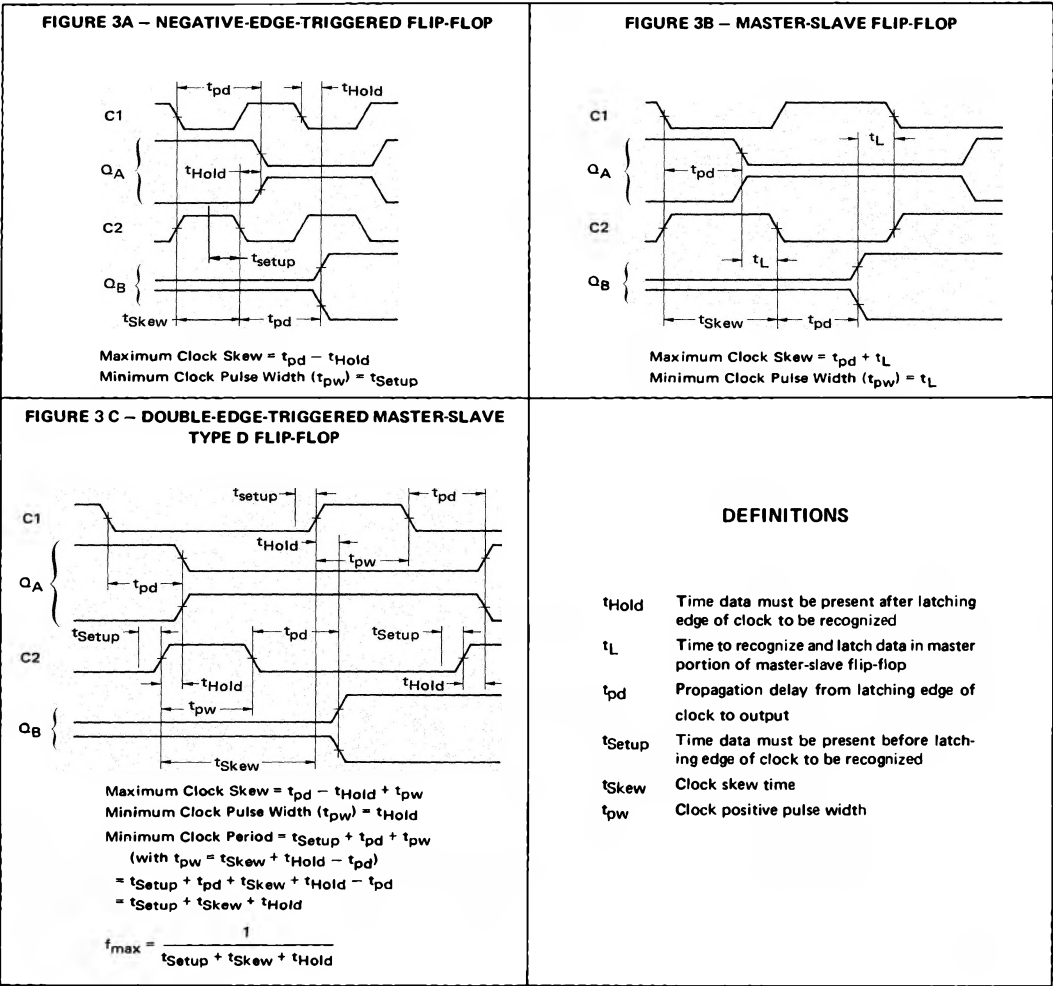 FIGURE 3A – NEGATIVE-EDGE-TRIGGERED FLIP-FLOP
tpd
tHold
C1
QA
tHold
C2
tsetup
QB
tSkew
tpd
Maximum Clock Skew = tpd – tHold
Minimum Clock Pulse Width (tpw) = tSetup
FIGURE 3B – MASTER-SLAVE FLIP-FLOP
C1
tL
QA
tpd
C2
tL
QB
tSkew
tpd
Maximum Clock Skew = tpd + tL
Minimum Clock Pulse Width (tpw) = tL
FIGURE 3 C – DOUBLE-EDGE-TRIGGERED MASTER-SLAVE
TYPE D FLIP-FLOP
tsetup
tpd
C1
tHold
tpw
QA
tpd
tSetup
tpd
tSetup
C2
tHold
tHold
tpw
QB
tSkew
Maximum Clock Skew = tpd – tHold + tpw
Minimum Clock Pulse Width (tpw) = tHold
Minimum Clock Period = tSetup + tpd + tpw
(with tpw = tSkew + tHold – tpd)
= tSetup + tpd + tSkew + tHold – tpd
= tSetup + tSkew + tHold
fmax = 1
tSetup + tSkew + tHold
DEFINITIONS
tHold Time data must be present after latching
edge of clock to be recognized
tL Time to recognize and latch data in master
portion of master-slave flip-flop
tpd Propagation delay from latching edge of
clock to output
tSetup Time data must be present before latch-
ing edge of clock to be recognized
tSkew Clock skew time
tpw Clock positive pulse width